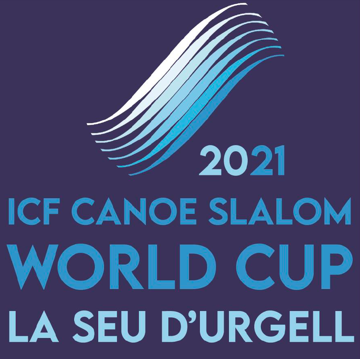 2021
ICF CANOE SLALOM
WORLD CUP
LA SEU D'URGELL